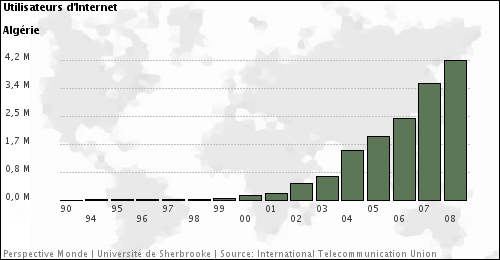 Utilisateurs d'Internet
Algérie
4,2 M
3,4 M
2,5 M
1,7 M
0,8 M
0,0 M
90 95 97 99 01 03 05 07
94 96 98 00 02 04 06 08
Perspective Monde | Université de Sherbrooke | Source: International Telecommunication Union